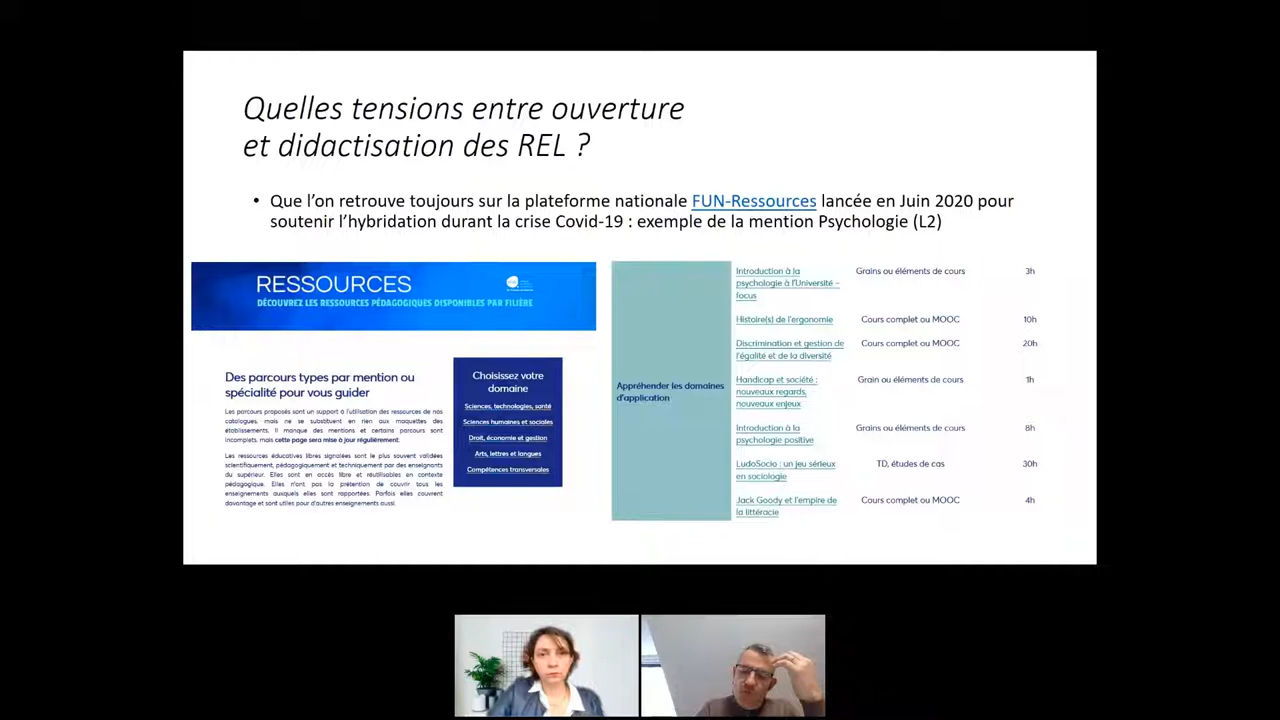 Quelles tensions entre ouverture
et didactisation des REL ?
• Que l’on retrouve toujours sur la plateforme nationale FUN-Ressources lancée en Juin 2020 pour
soutenir l’hybridation durant la crise Covid-19 : exemple de la mention Psychologie (L2)
RESSOURCES
DÉCOUVREZ LES RESSOURCES PÉDAGOGIQUES DISPONIBLES PAR FILIÈRE
Des parcours types par mention ou
spécialité pour vous guider
Les parcours proposés sont un support à l'utilisation des ressources de nos
catalogues, mais ne se substituent en rien aux maquettes des
établissements. Il manque des mentions et certains parcours sont
incomplets, mais cette page sera mise à jour régulièrement.
Les ressources éducatives libres signalées sont le plus souvent validées
scientifiquement, pédagogiquement et techniquement par des enseignants
du supérieur. Elles sont en accès libre et réutilisables en contexte
pédagogique. Elles n'ont pas la prétention de couvrir tous les
enseignements auxquels elles sont rapportées. Parfois elles couvrent
davantage et sont utiles pour d'autres enseignements aussi.
Choisissez votre
domaine
Sciences, technologies, santé
Sciences humaines et sociales
Droit, économie et gestion
Arts, lettres et langues
Compétences transversales
Appréhender les domaines
d'application
Introduction à la
psychologie à l'Université –
focus
Grains ou éléments de cours
3h
Histoire(s) de l'ergonomie
Cours complet ou MOOC
10h
Discrimination et gestion de
l'égalité et de la diversité
Cours complet ou MOOC
20h
Handicap et société :
nouveaux regards,
nouveaux enjeux
Grain ou éléments de cours
1h
Introduction à la
psychologie positive
Grains ou éléments de cours
8h
LudoSocio : un jeu sérieux
en sociologie
TD, études de cas
30h
Jack Goody et l'empire de
la littéracie
Cours complet ou MOOC
4h